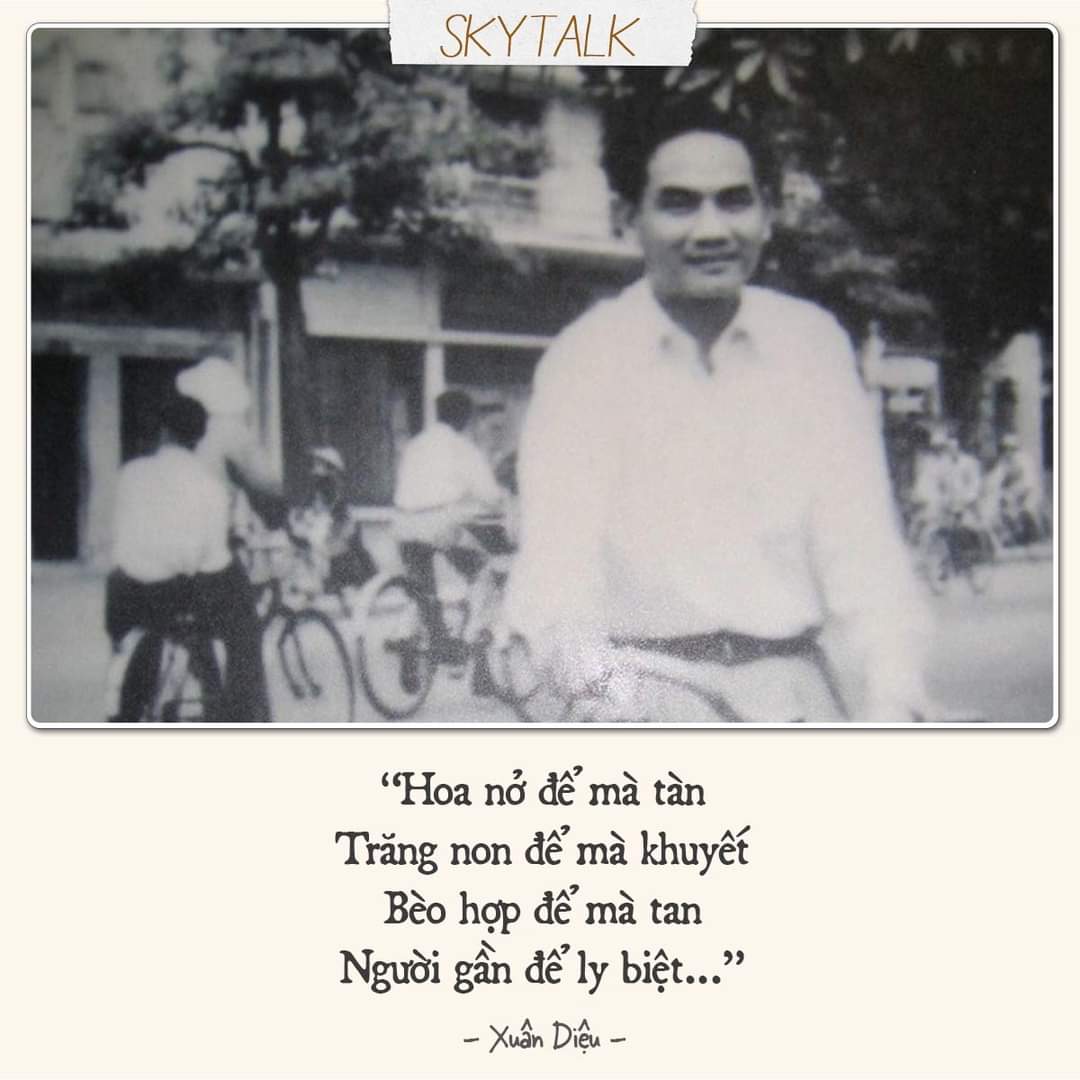 SKYTALK
“Hoa nở để mà tàn
Trăng non để mà khuyết
Bèo hợp để mà tan
Người gần để ly biệt...”
– Xuân Diệu –